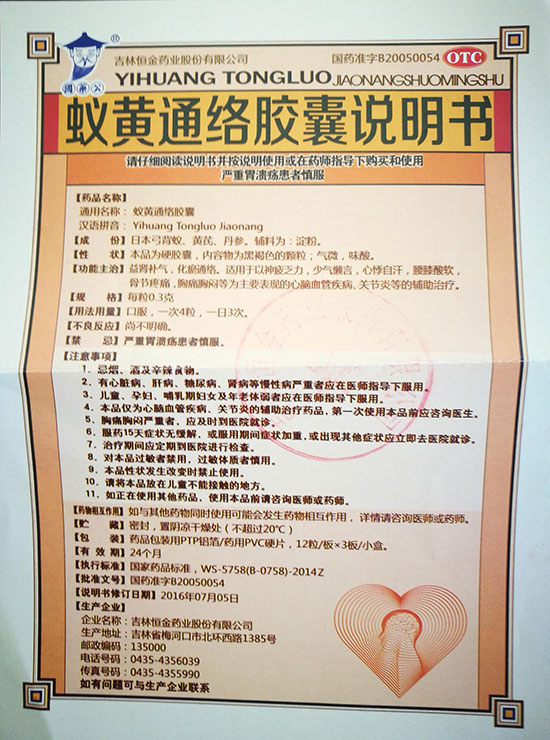 吉林恒金药业股份有限公司
国药准字B20050054
OTC
YIHUANG TONGLUOJIAONANGSHUOMINGSHU
蚁黄通络胶囊说明书
请仔细阅读说明书并按说明使用或在药师指导下购买和使用
严重胃溃疡患者慎服
【药品名称】
通用名称：蚁黄通络胶囊
汉语拼音：Yihuang Tongluo Jiaonang
【成 份】日本弓背蚁、黄芪、丹参。辅料为：淀粉。
【性 状】本品为硬胶囊，内容物为黑褐色的颗粒；气微，味酸。
【功能主治】益肾补气，化瘀通络。适用于以神疲乏力，少气懒言，心悸自汗，腰膝酸软，
骨节疼痛，胸痛胸闷等为主要表现的心脑血管疾病、关节炎等的辅助治疗。
【规 格】每粒0.3克
【用法用量】口服，一次4粒，一日3次。
【不良反应】尚不明确。
【禁 忌】严重胃溃疡患者慎服。
【注意事项】
1、忌烟、酒及辛辣食物。
2、有心脏病、肝病、糖尿病、肾病等慢性病严重者应在医师指导下服用。
3、儿童、孕妇、哺乳期妇女及年老体弱者应在医师指导下服用。
4、本品仅为心脑血管疾病、关节炎的辅助治疗药品，第一次使用本品前应咨询医生。
5、胸痛胸闷严重者，应及时到医院就诊。
6、服药15天症状无缓解，或服用期间症状加重，或出现其他症状应立即去医院就诊。
7、治疗期间应定期到医院进行检查。
8、对本品过敏者禁用，过敏体质者慎用。
9、本品性状发生改变时禁止使用。
10、请将本品放在儿童不能接触的地方。
11、如正在使用其他药品，使用本品前请咨询医师或药师。
【药物相互作用】如与其他药物同时使用可能会发生药物相互作用，详情请咨询医师或药师。
【贮 藏】密封，置阴凉干燥处（不超过20℃）
【包 装】药品包装用PTP铝箔/药用PVC硬片，12粒/板×3板/小盒。
【有 效 期】24个月
【执行标准】国家药品标准，WS-5758(B-0758)-2014Z
【批准文号】国药准字B20050054
【说明书修订日期】2016年07月05日
【生产企业】
企业名称：吉林恒金药业股份有限公司
生产地址：吉林省梅河口市北环西路1385号
邮政编码：135000
电话号码：0435-4356039
传真号码：0435-4355990
如有问题可与生产企业联系